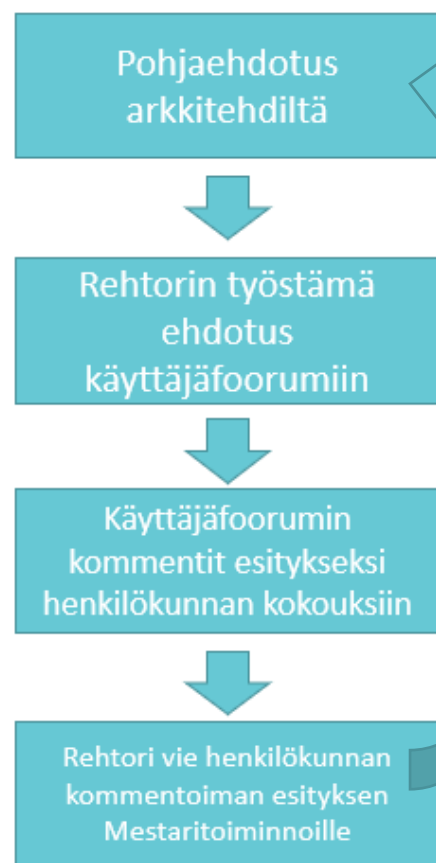 Pohjaehdotus
arkkitehdiltä
Rehtorin työstämä
ehdotus
käyttäjäfoorumiin
Käyttäjäfoorumin
kommentit esitykseksi
henkilökunnan kokouksiin
Rehtori vie henkilökunnan
kommentoiman esityksen
Mestaritoiminnoille